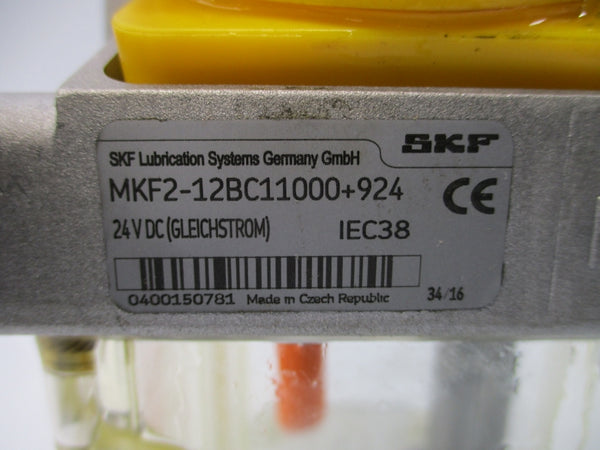 SKF
SKF Lubrication Systems Germany GmbH
MKF2-12BC11000+924
CE
24 V DC (GLEICHSTROM) IEC38
0400150781 Made in Czech Republic 34/16